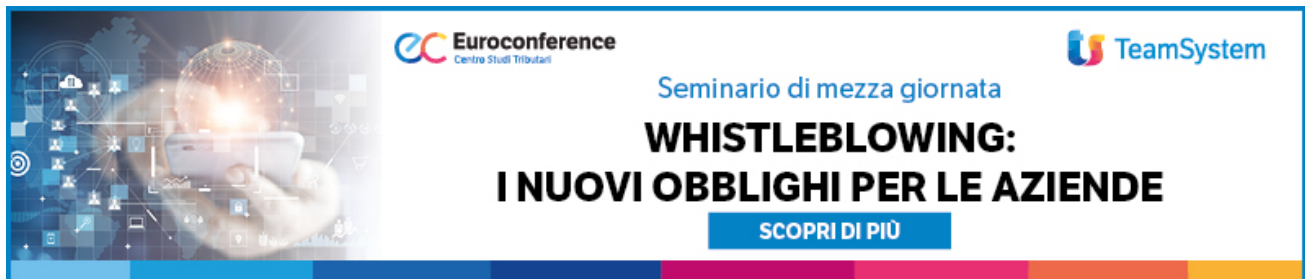 Euroconference
Centro Studi Tributari
TeamSystem
Seminario di mezza giornata
WHISTLEBLOWING:
I NUOVI OBBLIGHI PER LE AZIENDE
SCOPRI DI PIÙ